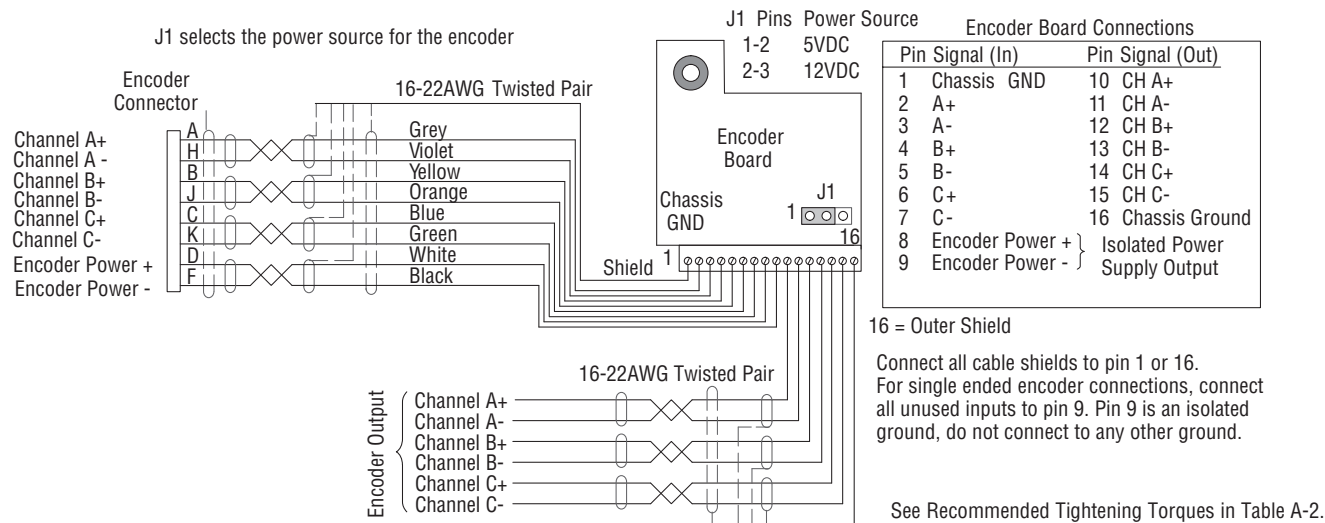 J1 selects the power source for the encoder
J1 Pins Power Source
1-2 5VDC
2-3 12VDC
Encoder
Connector
16-22AWG Twisted Pair
Channel A+
Channel A -
Channel B+
Channel B-
Channel C+
Channel C-
Encoder Power +
Encoder Power -
A
H
B
J
C
K
D
F
Grey
Violet
Yellow
Orange
Blue
Green
White
Black
Shield
Encoder
Board
Chassis
GND
J1
1
16
1
Encoder Board Connections
Pin Signal (In) Pin Signal (Out)
1 Chassis GND 10 CH A+
2 A+ 11 CH A-
3 A- 12 CH B+
4 B+ 13 CH B-
5 B- 14 CH C+
6 C+ 15 CH C-
7 C- 16 Chassis Ground
8 Encoder Power + } Isolated Power
9 Encoder Power - } Supply Output
16 = Outer Shield
Connect all cable shields to pin 1 or 16.
For single ended encoder connections, connect
all unused inputs to pin 9. Pin 9 is an isolated
ground, do not connect to any other ground.
16-22AWG Twisted Pair
Encoder Output
Channel A+
Channel A-
Channel B+
Channel B-
Channel C+
Channel C-
See Recommended Tightening Torques in Table A-2.